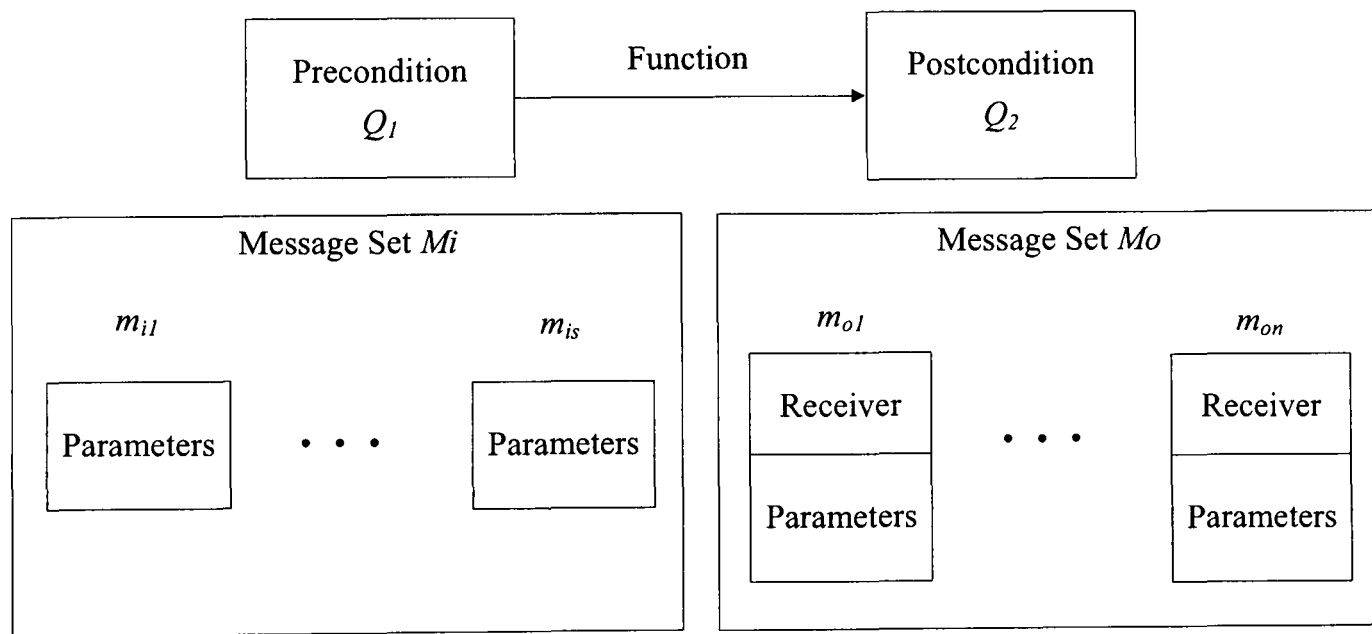 Precondition
Q1
Function
Postcondition
Q2
Message Set Mi
mi1
mis
Parameters
• • •
Parameters
Message Set Mo
mo1
mon
Receiver
Parameters
• • •
Receiver
Parameters